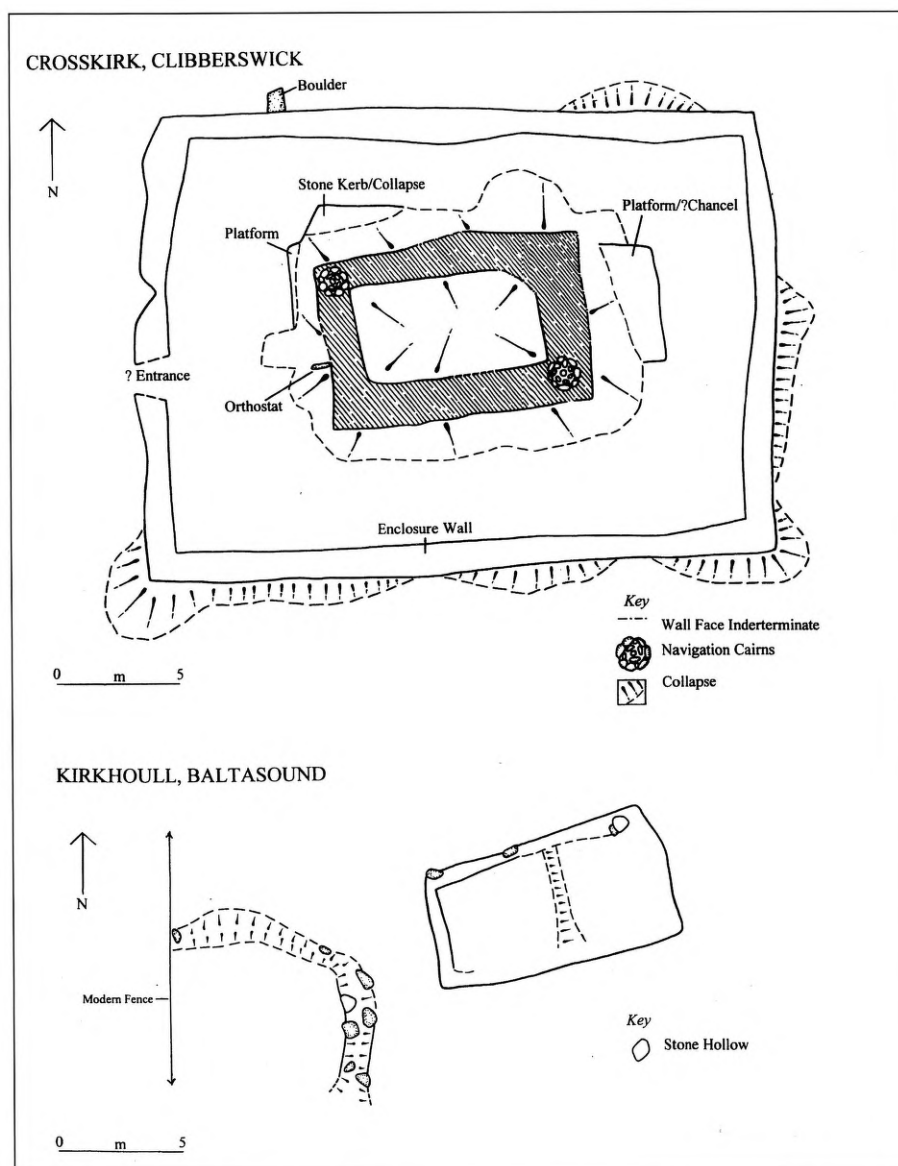 CROSSKIRK, CLIBBERSWICK
Boulder
N
Stone Kerb/Collapse
Platform/?Chancel
Platform
? Entrance
Orthostat
Enclosure Wall
Key
Wall Face Inderterminate
Navigation Cairns
Collapse
0 m 5
KIRKHOULL, BALTASOUND
N
Modern Fence
Key
Stone Hollow
0 m 5